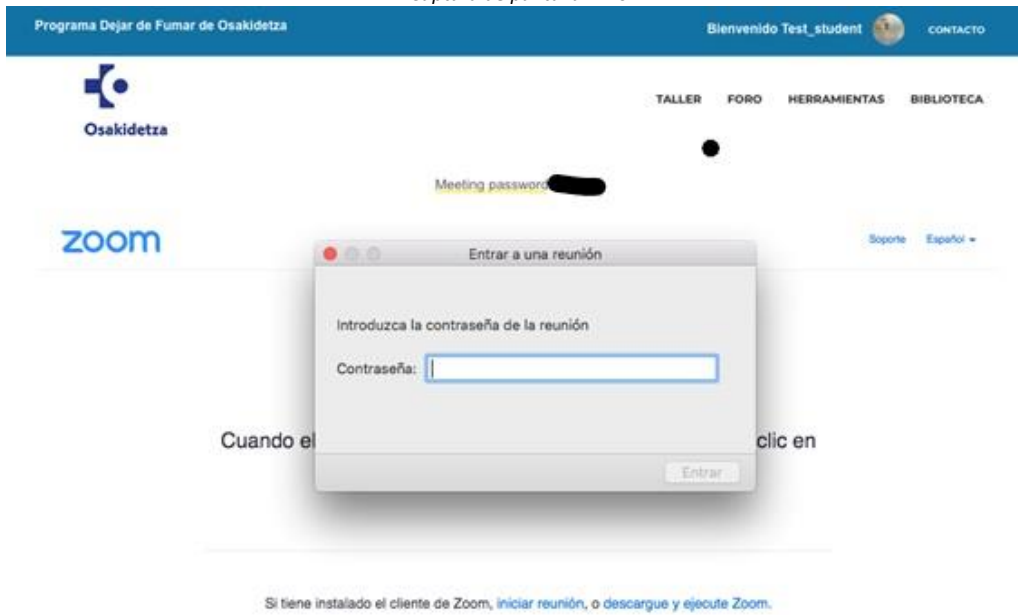 Programa Dejar de Fumar de Osakidetza
Bienvenido Test_student
CONTACTO
Osakidetza
TALLER FORO HERRAMIENTAS BIBLIOTECA
Meeting password
zoom
Soporte Español
Entrar a una reunión
Introduzca la contraseña de la reunión
Contraseña:
Cuando el
clic en
Entrar
Si tiene instalado el cliente de Zoom, iniciar reunión, o descargue y ejecute Zoom.